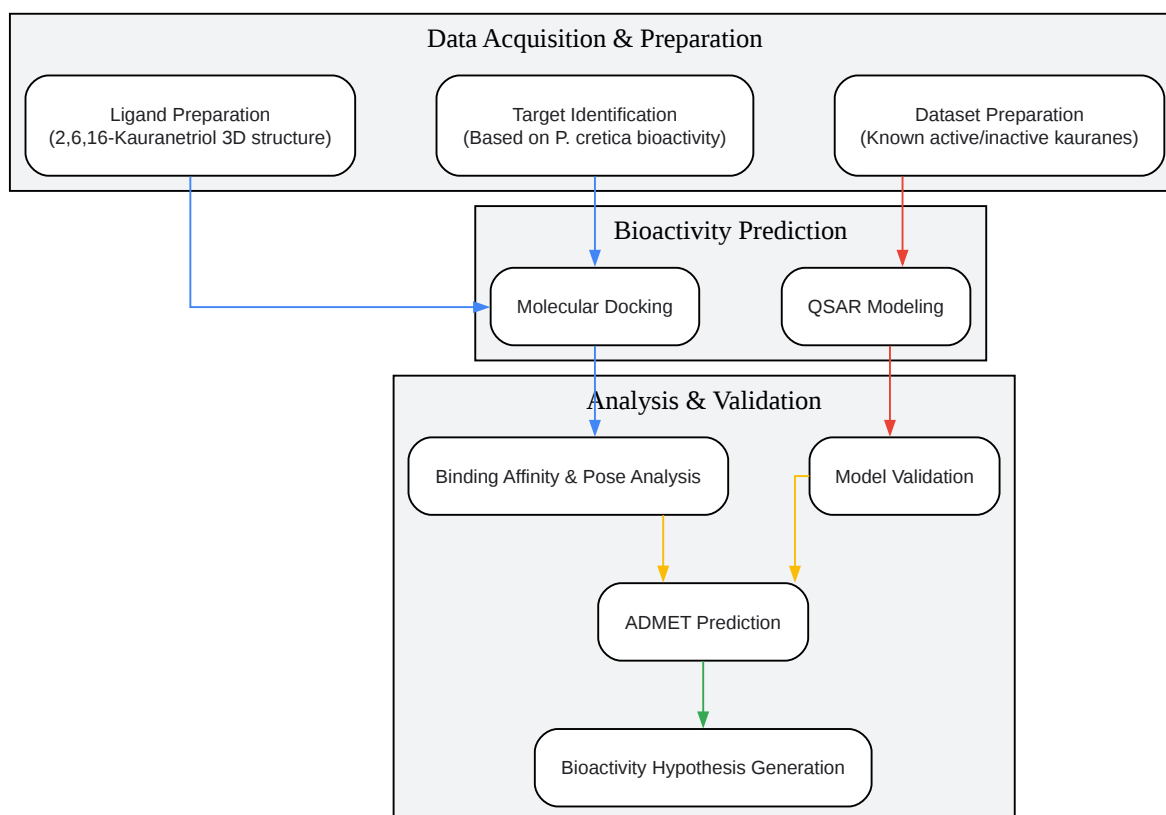 Data Acquisition & Preparation
Ligand Preparation
(2,6,16-Kauranetriol 3D structure)
Target Identification
(Based on P. cretica bioactivity)
Dataset Preparation
(Known active/inactive kauranes)
Bioactivity Prediction
Molecular Docking
QSAR Modeling
Analysis & Validation
Binding Affinity & Pose Analysis
Model Validation
ADMET Prediction
Bioactivity Hypothesis Generation